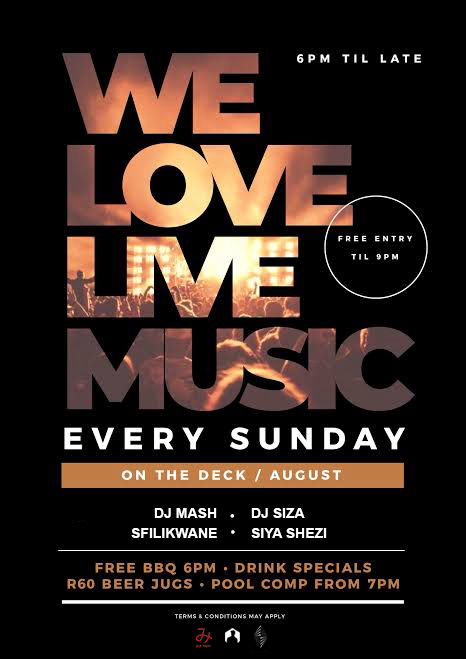 6PM TIL LATE
WE
LOVE
LIVE
MUSIC
FREE ENTRY
TIL 9PM
EVERY SUNDAY
ON THE DECK / AUGUST
DJ MASH • DJ SIZA
SFILIKWANE • SIYA SHEZI
FREE BBQ 6PM • DRINK SPECIALS
R60 BEER JUGS • POOL COMP FROM 7PM
TERMS & CONDITIONS MAY APPLY